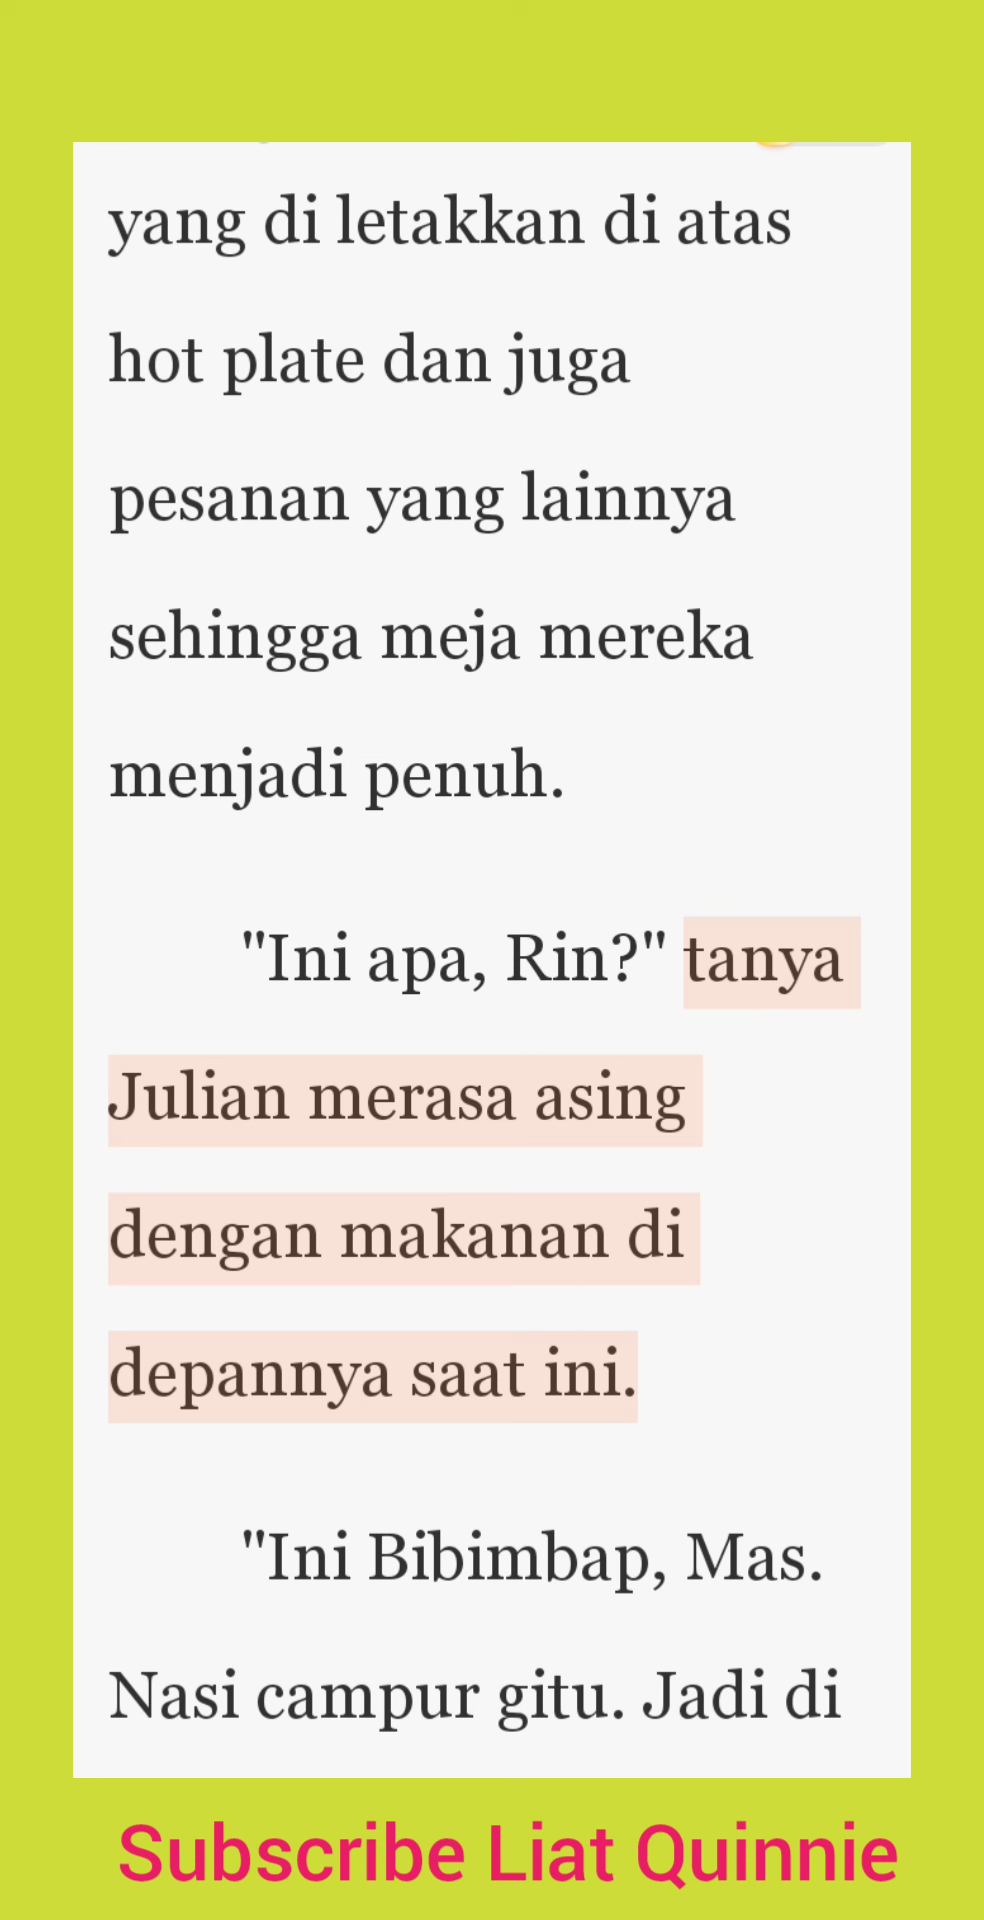 yang di letakkan di atas
hot plate dan juga
pesanan yang lainnya
sehingga meja mereka
menjadi penuh.
"Ini apa, Rin?" tanya
Julian merasa asing
dengan makanan di
depannya saat ini.
"Ini Bibimbap, Mas.
Nasi campur gitu. Jadi di
Subscribe Liat Quinnie